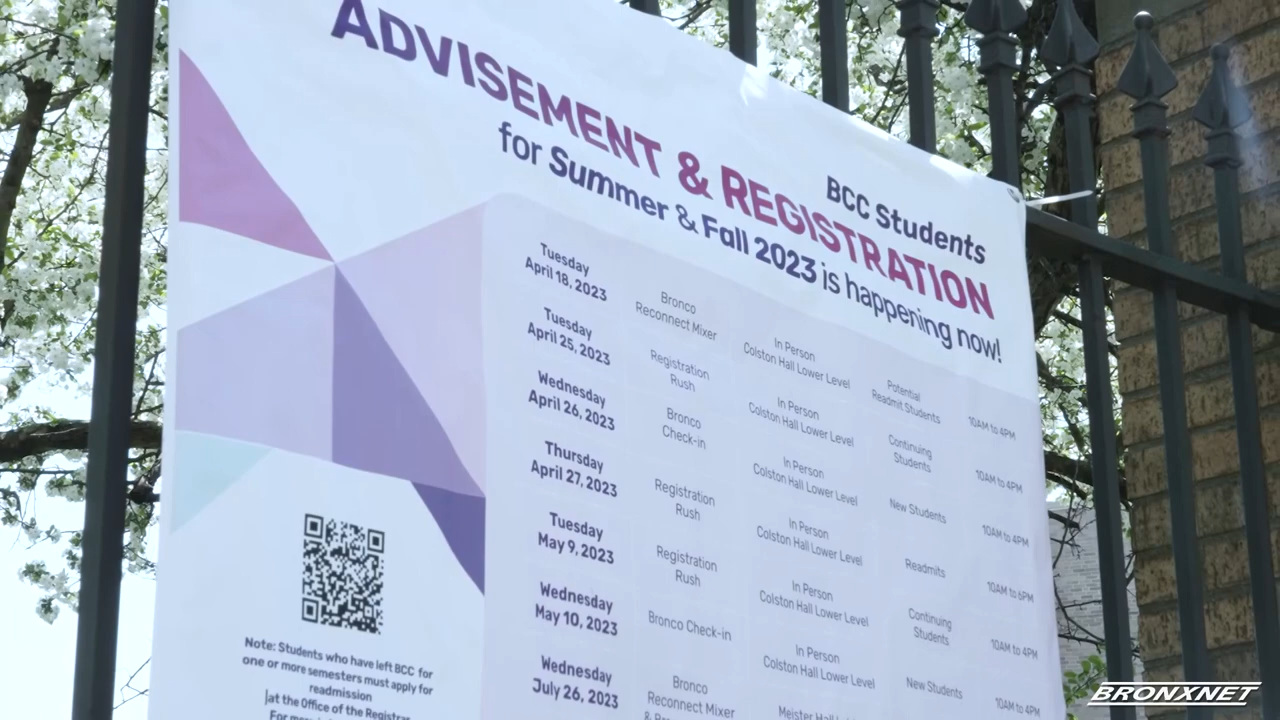 BCC Students
ADVISEMENT & REGISTRATION
for Summer & Fall 2023 is happening now!
Tuesday
April 18, 2023
Bronco
Reconnect Mixer
In Person
Colston Hall Lower Level
Potential
Readmit Students
10AM to 4PM
Tuesday
April 25, 2023
Registration
Rush
In Person
Colston Hall Lower Level
Continuing
Students
10AM to 4PM
Wednesday
April 26, 2023
Bronco
Check-in
In Person
Colston Hall Lower Level
New Students
10AM to 4PM
Thursday
April 27, 2023
Registration
Rush
In Person
Colston Hall Lower Level
Readmits
10AM to 6PM
Tuesday
May 9, 2023
Registration
Rush
In Person
Colston Hall Lower Level
Continuing
Students
10AM to 4PM
Wednesday
May 10, 2023
Bronco Check-in
In Person
Colston Hall Lower Level
New Students
10AM to 4PM
Wednesday
July 26, 2023
Bronco
Reconnect Mixer
Meister Hall
Note: Students who have left BCC for
one or more semesters must apply for
readmission
at the Office of the Registrar
For more
BRONXNET